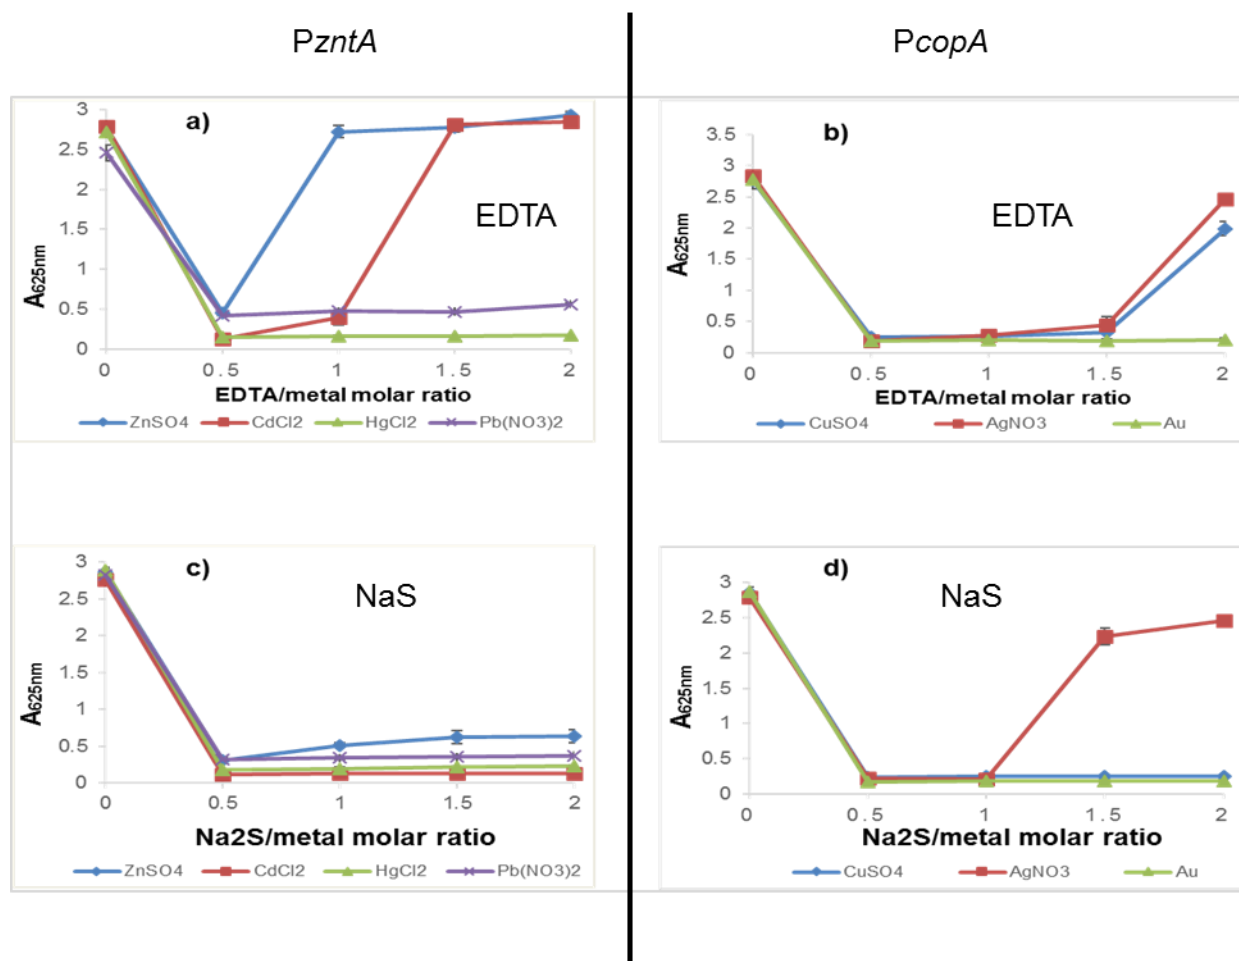 PzntA
PcopA
a)
EDTA
A625nm
3
2.5
2
1.5
1
0.5
0
0 0.5 1 1.5 2
EDTA/metal molar ratio
ZnSO4 CdCl2 HgCl2 Pb(NO3)2
b)
EDTA
A625nm
3.5
3
2.5
2
1.5
1
0.5
0
0 0.5 1 1.5 2
EDTA/metal molar ratio
CuSO4 AgNO3 Au
c)
NaS
A625nm
3
2.5
2
1.5
1
0.5
0
0 0.5 1 1.5 2
Na2S/metal molar ratio
ZnSO4 CdCl2 HgCl2 Pb(NO3)2
d)
NaS
A625nm
3
2.5
2
1.5
1
0.5
0
0 0.5 1 1.5 2
Na2S/metal molar ratio
CuSO4 AgNO3 Au